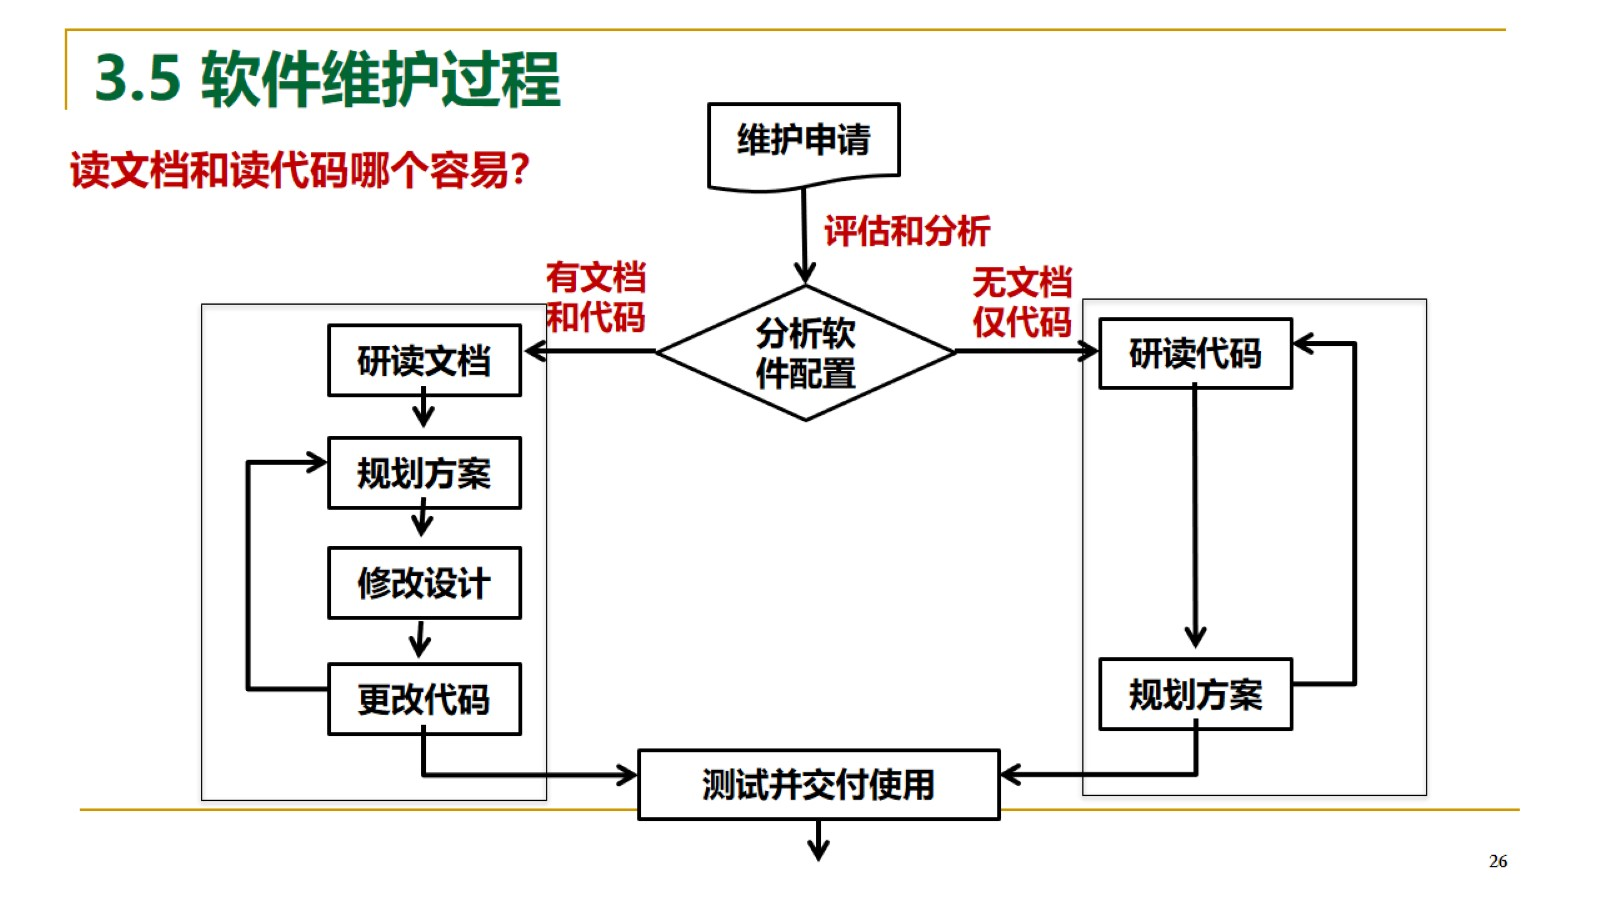 3.5 软件维护过程
读文档和读代码哪个容易?
维护申请
评估和分析
有文档
和代码
无文档
仅代码
分析软
件配置
研读文档
规划方案
修改设计
更改代码
研读代码
规划方案
测试并交付使用
26